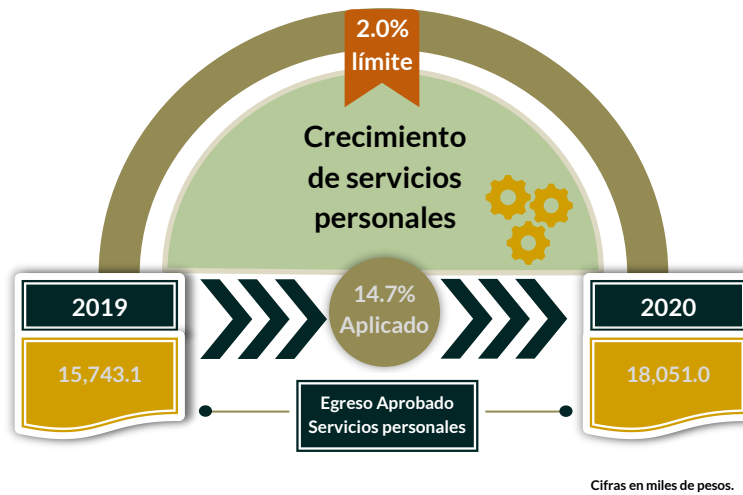 2.0%
límite
Crecimiento
de servicios
personales
2019
14.7%
Aplicado
2020
15,743.1
18,051.0
Egreso Aprobado
Servicios personales
Cifras en miles de pesos.